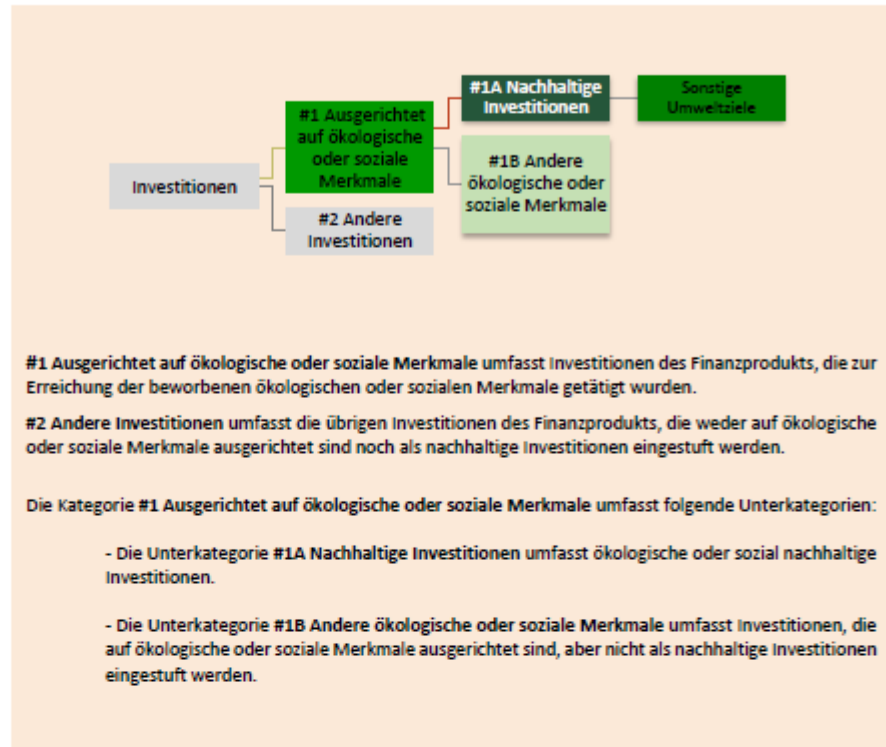 #1A Nachhaltige
Investitionen
Sonstige
Umweltziele
#1 Ausgerichtet
auf ökologische
oder soziale
Merkmale
#1B Andere
ökologische oder
soziale Merkmale
Investitionen
#2 Andere
Investitionen
#1 Ausgerichtet auf ökologische oder soziale Merkmale umfasst Investitionen des Finanzprodukts, die zur
Erreichung der beworbenen ökologischen oder sozialen Merkmale getätigt wurden.
#2 Andere Investitionen umfasst die übrigen Investitionen des Finanzprodukts, die weder auf ökologische
oder soziale Merkmale ausgerichtet sind noch als nachhaltige Investitionen eingestuft werden.
Die Kategorie #1 Ausgerichtet auf ökologische oder soziale Merkmale umfasst folgende Unterkategorien:
- Die Unterkategorie #1A Nachhaltige Investitionen umfasst ökologische oder sozial nachhaltige
Investitionen.
- Die Unterkategorie #1B Andere ökologische oder soziale Merkmale umfasst Investitionen, die
auf ökologische oder soziale Merkmale ausgerichtet sind, aber nicht als nachhaltige Investitionen
eingestuft werden.